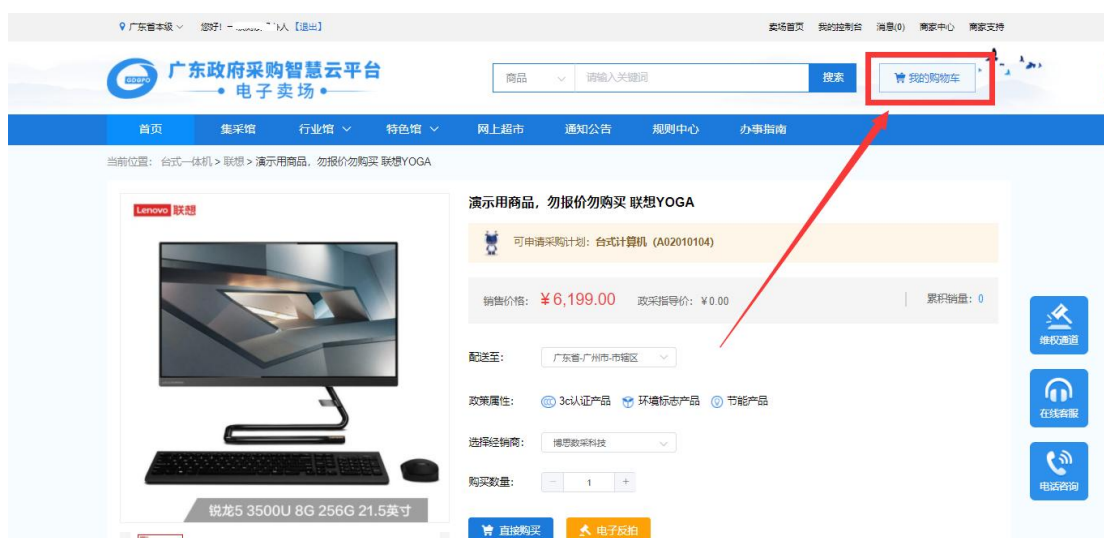 广东省本级 您好! 人【退出】 卖场首页 我的控制台 消息(0) 商家中心 商家支持
GDGPO 广东政府采购智慧云平台
•电子卖场•
商品 请输入关键词 搜索 我的购物车
首页 集采馆 行业馆 特色馆 网上超市 通知公告 规则中心 办事指南
当前位置: 台式一体机 > 联想 > 演示用商品, 勿报价勿购买 联想YOGA
Lenovo 联想
锐龙5 3500U 8G 256G 21.5英寸
演示用商品, 勿报价勿购买 联想YOGA
可申请采购计划: 台式计算机 (A02010104)
销售价格: ¥6,199.00 政采指导价: ¥0.00 累积销量: 0
配送至: 广东省-广州市-市辖区
政策属性: 3c认证产品 环境标志产品 节能产品
选择经销商: 博思数采科技
购买数量: - 1 +
直接购买 电子反拍
维权通道
在线客服
电话咨询